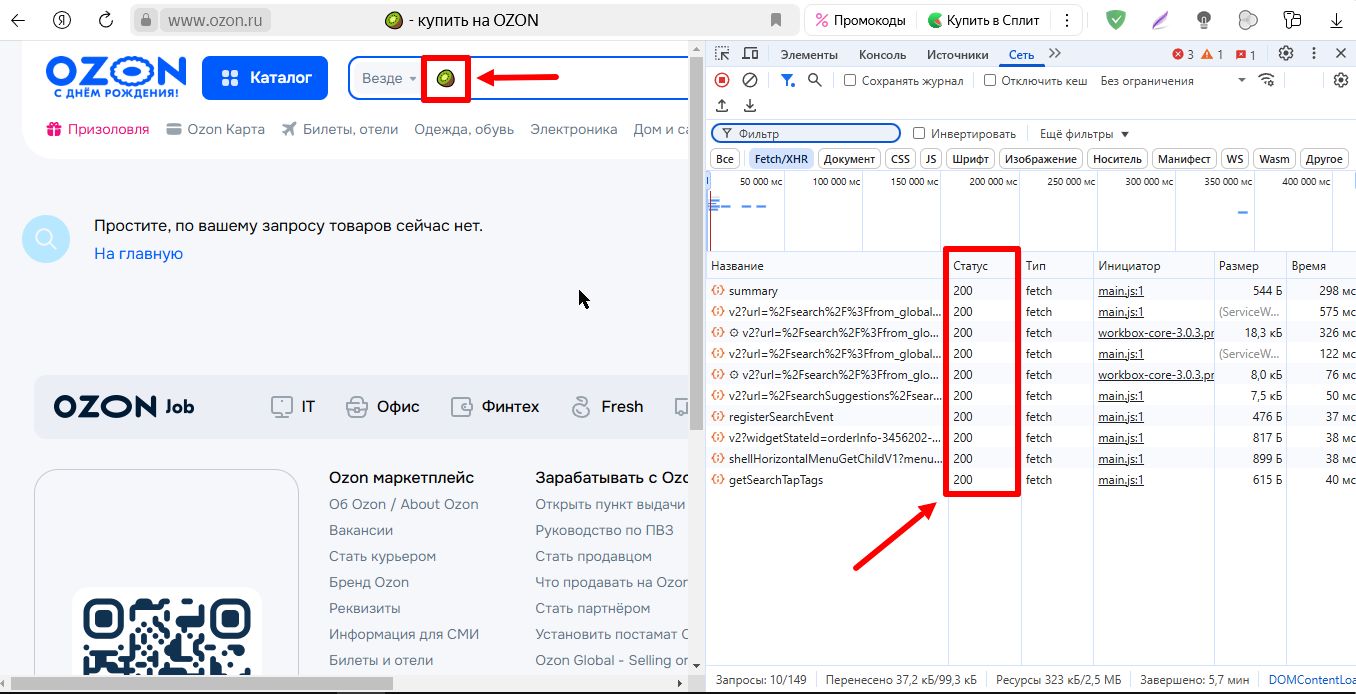 www.ozon.ru
🥝 - купить на OZON
Промокоды
Купить в Сплит
OZON
С ДНЁМ РОЖДЕНИЯ!
Каталог
Везде
🥝
Призоловля
Ozon Карта
Билеты, отели
Одежда, обувь
Электроника
Дом и са
Простите, по вашему запросу товаров сейчас нет.
На главную
OZON Job
IT
Офис
Финтех
Fresh
Ozon маркетплейс
Об Ozon / About Ozon
Вакансии
Стать курьером
Бренд Ozon
Реквизиты
Информация для СМИ
Билеты и отели
Зарабатывать с Ozo
Открыть пункт выдачи
Руководство по ПВЗ
Стать продавцом
Что продавать на Ozon
Стать партнёром
Установить постамат O
Ozon Global - Selling on
Элементы Консоль Источники Сеть 3 1 1
Сохранять журнал Отключить кеш Без ограничения
Фильтр Инвертировать Ещё фильтры
Все Fetch/XHR Документ CSS JS Шрифт Изображение Носитель Манифест WS Wasm Другое
50 000 мс 100 000 мс 150 000 мс 200 000 мс 250 000 мс 300 000 мс 350 000 мс 400 000 мс
Название Статус Тип Инициатор Размер Время
summary 200 fetch main.js:1 544 Б 298 мс
v2?url=%2Fsearch%2F%3Ffrom_global... 200 fetch main.js:1 (ServiceW... 575 мс
v2?url=%2Fsearch%2F%3Ffrom_glo... 200 fetch workbox-core-3.0.3.pr 18,3 кБ 326 мс
v2?url=%2Fsearch%2F%3Ffrom_global... 200 fetch main.js:1 (ServiceW... 122 мс
v2?url=%2Fsearch%2F%3Ffrom_glo... 200 fetch workbox-core-3.0.3.pr 8,0 кБ 76 мс
v2?url=%2FsearchSuggestions%2Fsear... 200 fetch main.js:1 7,5 кБ 50 мс
registerSearchEvent 200 fetch main.js:1 476 Б 37 мс
v2?widgetStateId=orderInfo-3456202-... 200 fetch main.js:1 817 Б 38 мс
shellHorizontalMenuGetChildV1?menu... 200 fetch main.js:1 899 Б 38 мс
getSearchTapTags 200 fetch main.js:1 615 Б 40 мс
Запросы: 10/149 Перенесено 37,2 кБ/99,3 кБ Ресурсы 323 кБ/2,5 МБ Завершено: 5,7 мин DOMContentLoa